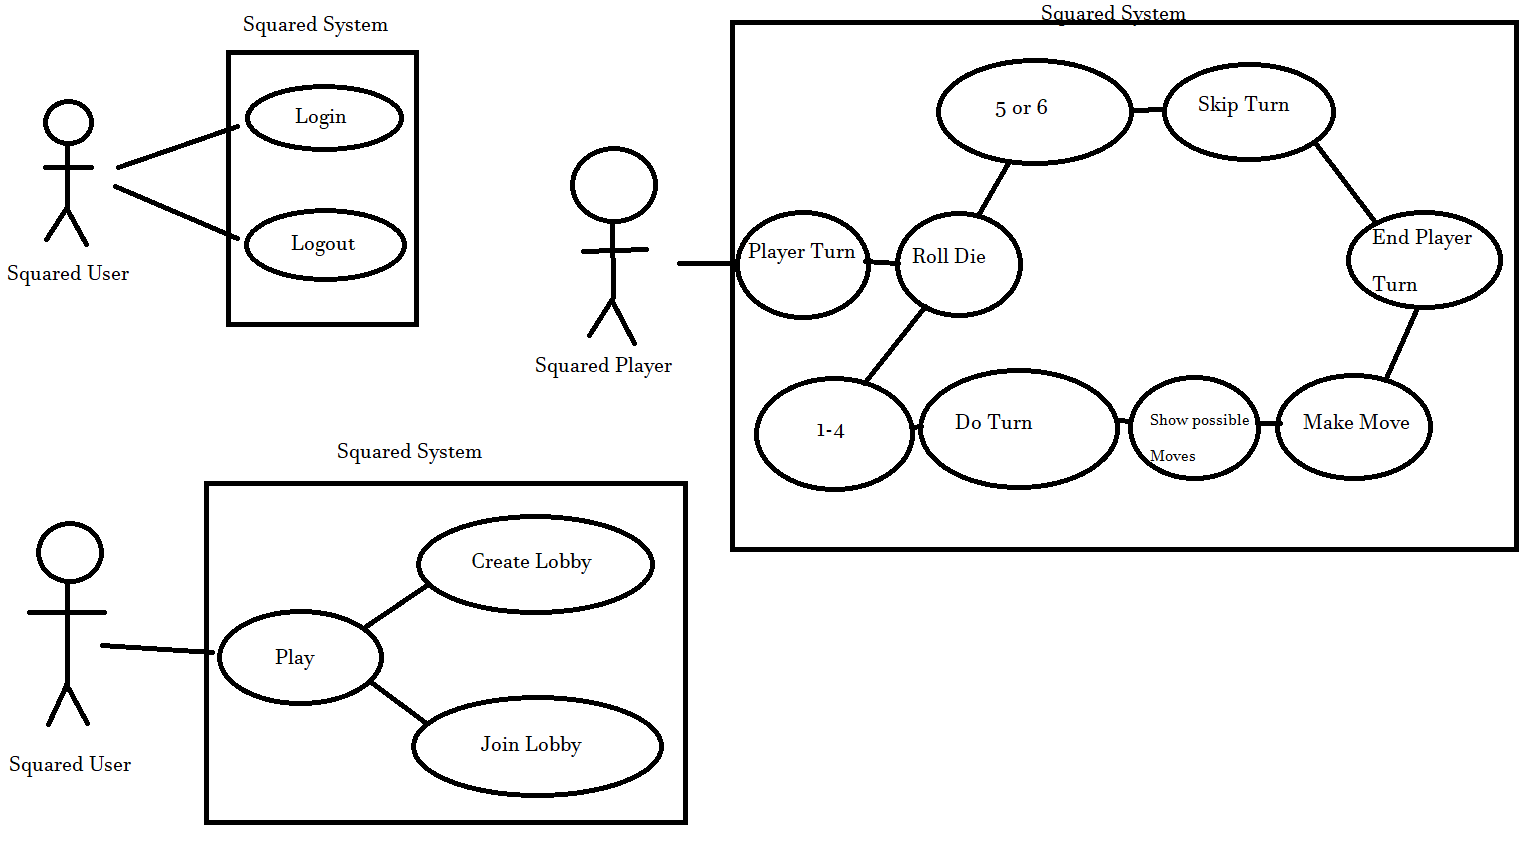 Squared System
Login
Logout
Squared User
Squared System
5 or 6
Skip Turn
Player Turn
Roll Die
End Player
Turn
1-4
Do Turn
Show possible
Moves
Make Move
Squared Player
Squared System
Create Lobby
Play
Join Lobby
Squared User